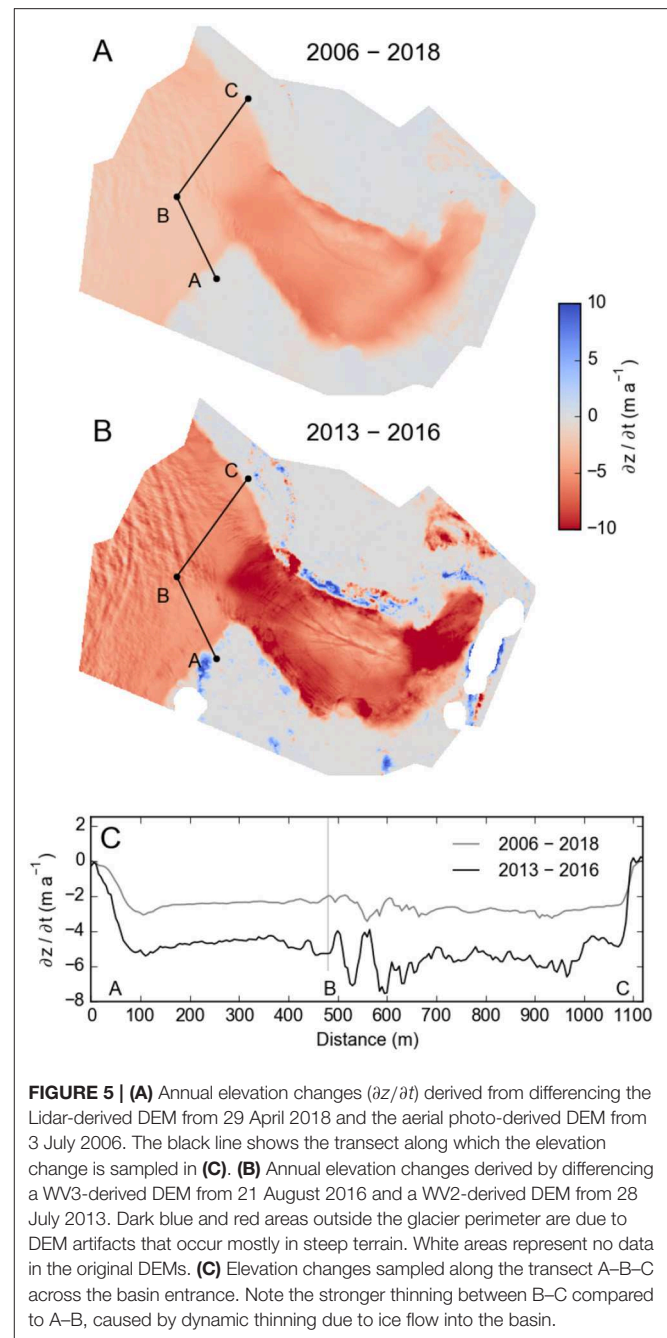 A
2006 − 2018
C
B
A
10
5
0
−5
−10
∂z / ∂t (m a⁻¹)
B
2013 − 2016
C
B
A
C
2006 − 2018
2013 − 2016
2
0
−2
−4
−6
−8
∂z / ∂t (m a⁻¹)
A
B
C
0 100 200 300 400 500 600 700 800 900 1000 1100
Distance (m)
FIGURE 5 | (A) Annual elevation changes (∂z/∂t) derived from differencing the
Lidar-derived DEM from 29 April 2018 and the aerial photo-derived DEM from
3 July 2006. The black line shows the transect along which the elevation
change is sampled in (C). (B) Annual elevation changes derived by differencing
a WV3-derived DEM from 21 August 2016 and a WV2-derived DEM from 28
July 2013. Dark blue and red areas outside the glacier perimeter are due to
DEM artifacts that occur mostly in steep terrain. White areas represent no data
in the original DEMs. (C) Elevation changes sampled along the transect A–B–C
across the basin entrance. Note the stronger thinning between B–C compared
to A–B, caused by dynamic thinning due to ice flow into the basin.